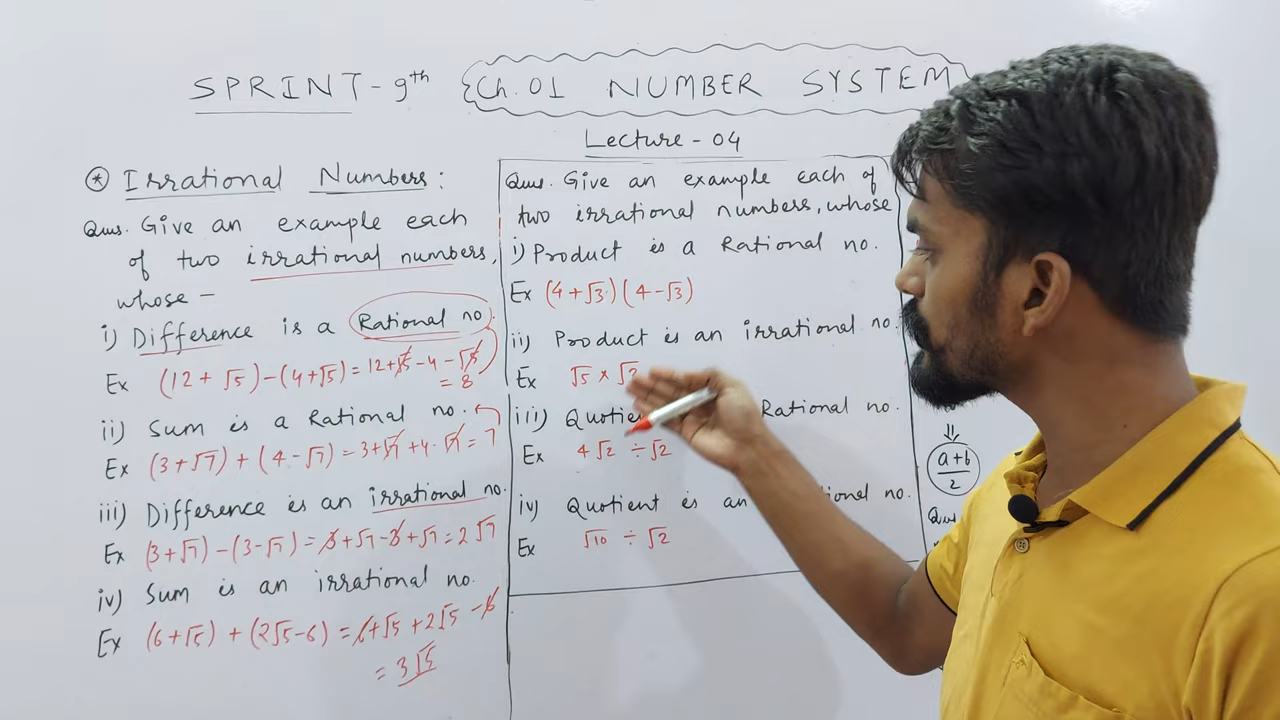 SPRINT - 9th
Ch. 01 NUMBER SYSTEM
Lecture - 04
* Irrational Numbers:
Ques. Give an example each
of two irrational numbers,
whose -
i) Difference is a Rational no.
Ex (12 + √5) - (4 + √5) = 12 + √5 - 4 - √5
= 8
ii) Sum is a Rational no.
Ex (3 + √7) + (4 - √7) = 3 + √7 + 4 - √7 = 7
iii) Difference is an irrational no.
Ex (3 + √7) - (3 - √7) = 3 + √7 - 3 + √7 = 2√7
iv) Sum is an irrational no.
Ex (6 + √5) + (2√5 - 6) = 6 + √5 + 2√5 - 6
= 3√5
Ques. Give an example each of
two irrational numbers, whose
i) Product is a Rational no.
Ex (4 + √3) (4 - √3)
ii) Product is an irrational no.
Ex √5 × √
iii) Rational no.
Ex 4√2 ÷ √2
iv) Quotient is an no.
Ex √10 ÷ √2
⇓
a+b
2